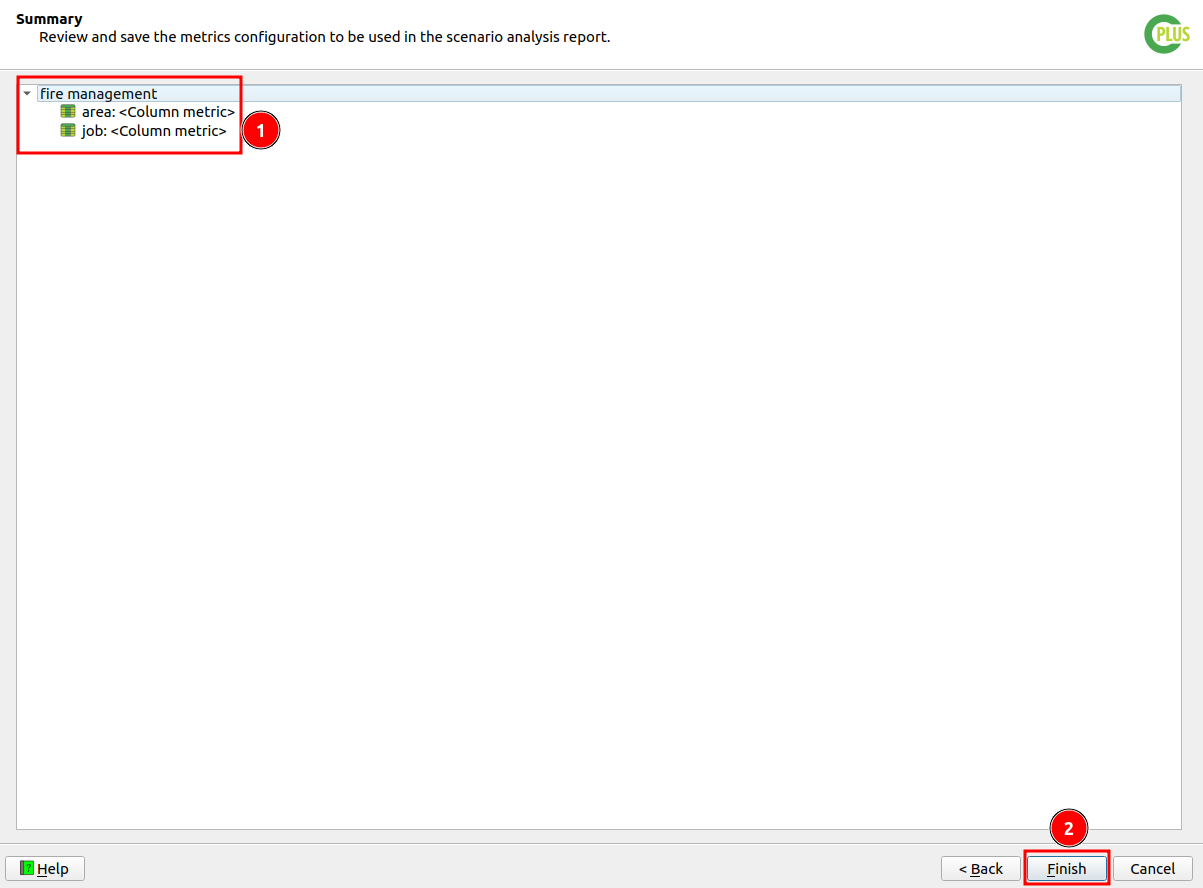 Summary
Review and save the metrics configuration to be used in the scenario analysis report.
CPLUS
fire management
area: <Column metric>
job: <Column metric>
1
2
? Help
< Back
Finish
Cancel